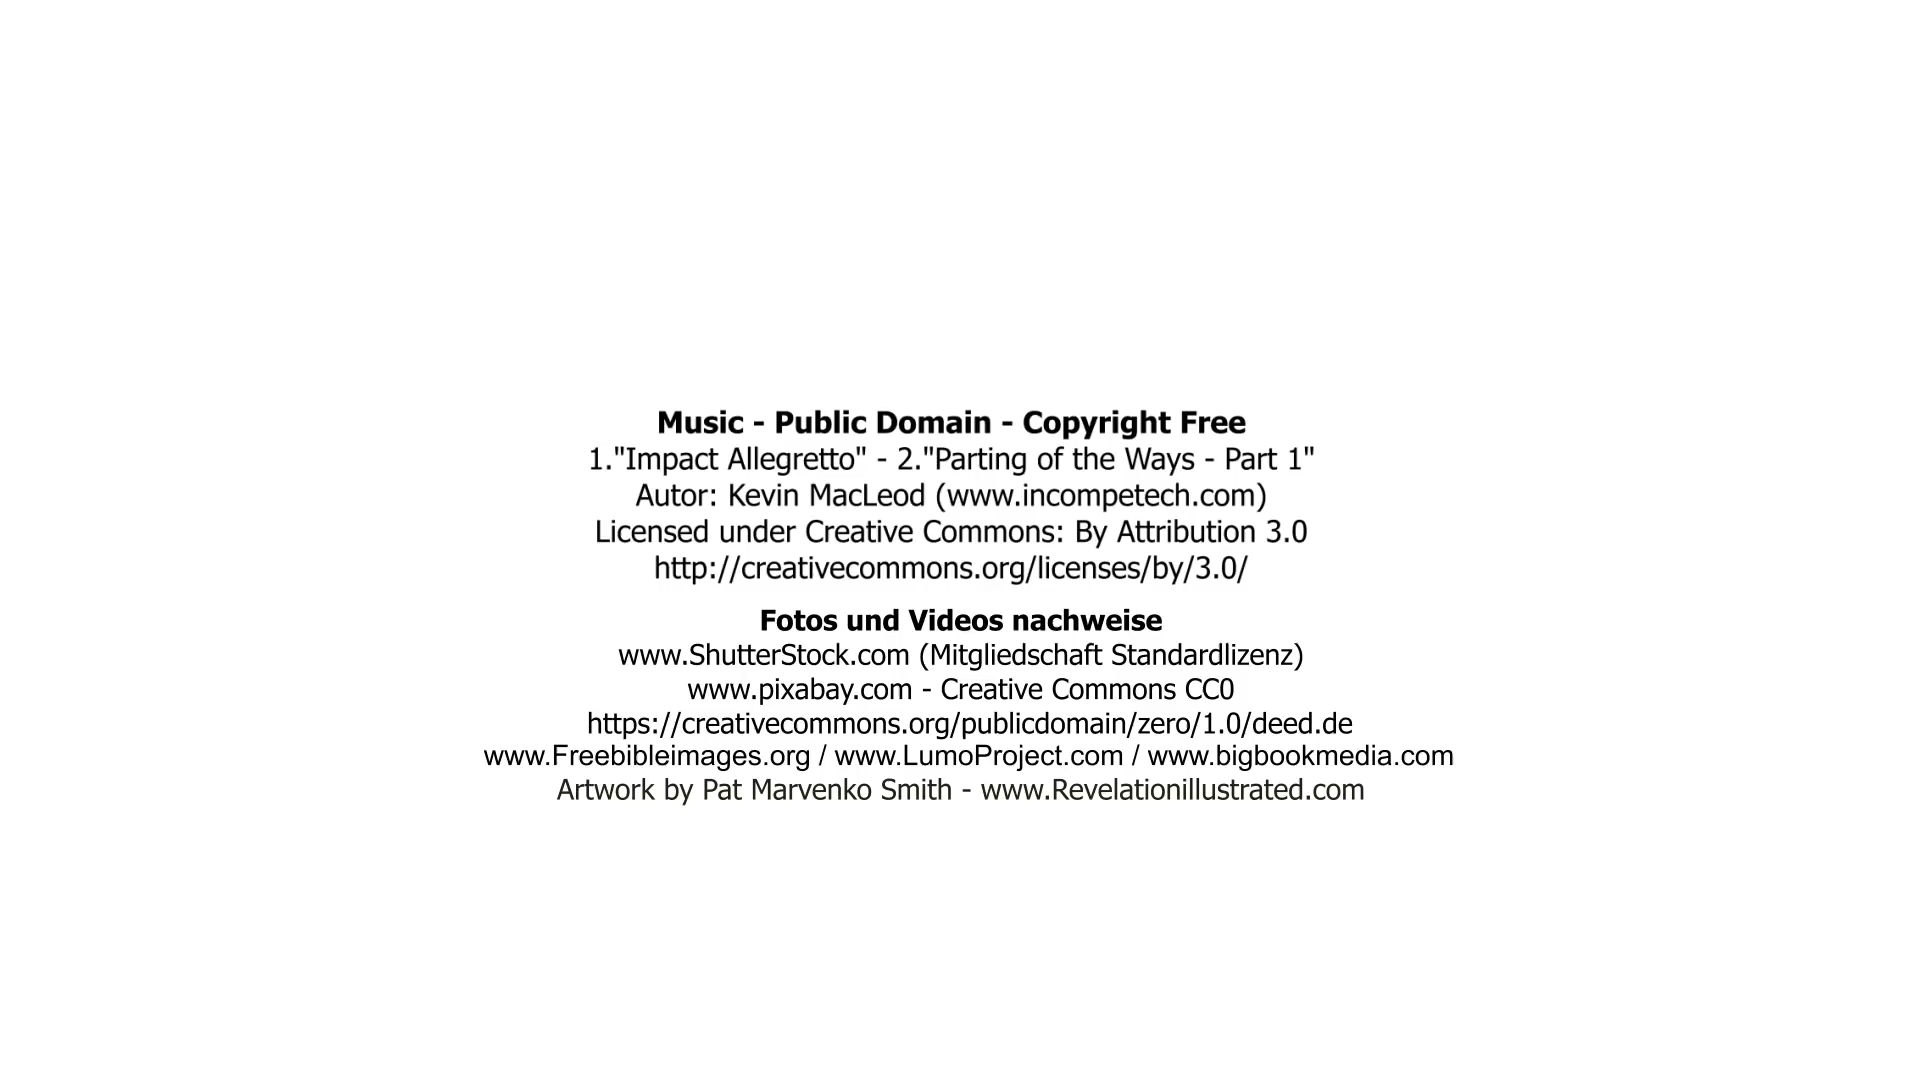 Music - Public Domain - Copyright Free
1."Impact Allegretto" - 2."Parting of the Ways - Part 1"
Autor: Kevin MacLeod (www.incompetech.com)
Licensed under Creative Commons: By Attribution 3.0
http://creativecommons.org/licenses/by/3.0/
Fotos und Videos nachweise
www.ShutterStock.com (Mitgliedschaft Standardlizenz)
www.pixabay.com - Creative Commons CC0
https://creativecommons.org/publicdomain/zero/1.0/deed.de
www.Freebibleimages.org / www.LumoProject.com / www.bigbookmedia.com
Artwork by Pat Marvenko Smith - www.Revelationillustrated.com